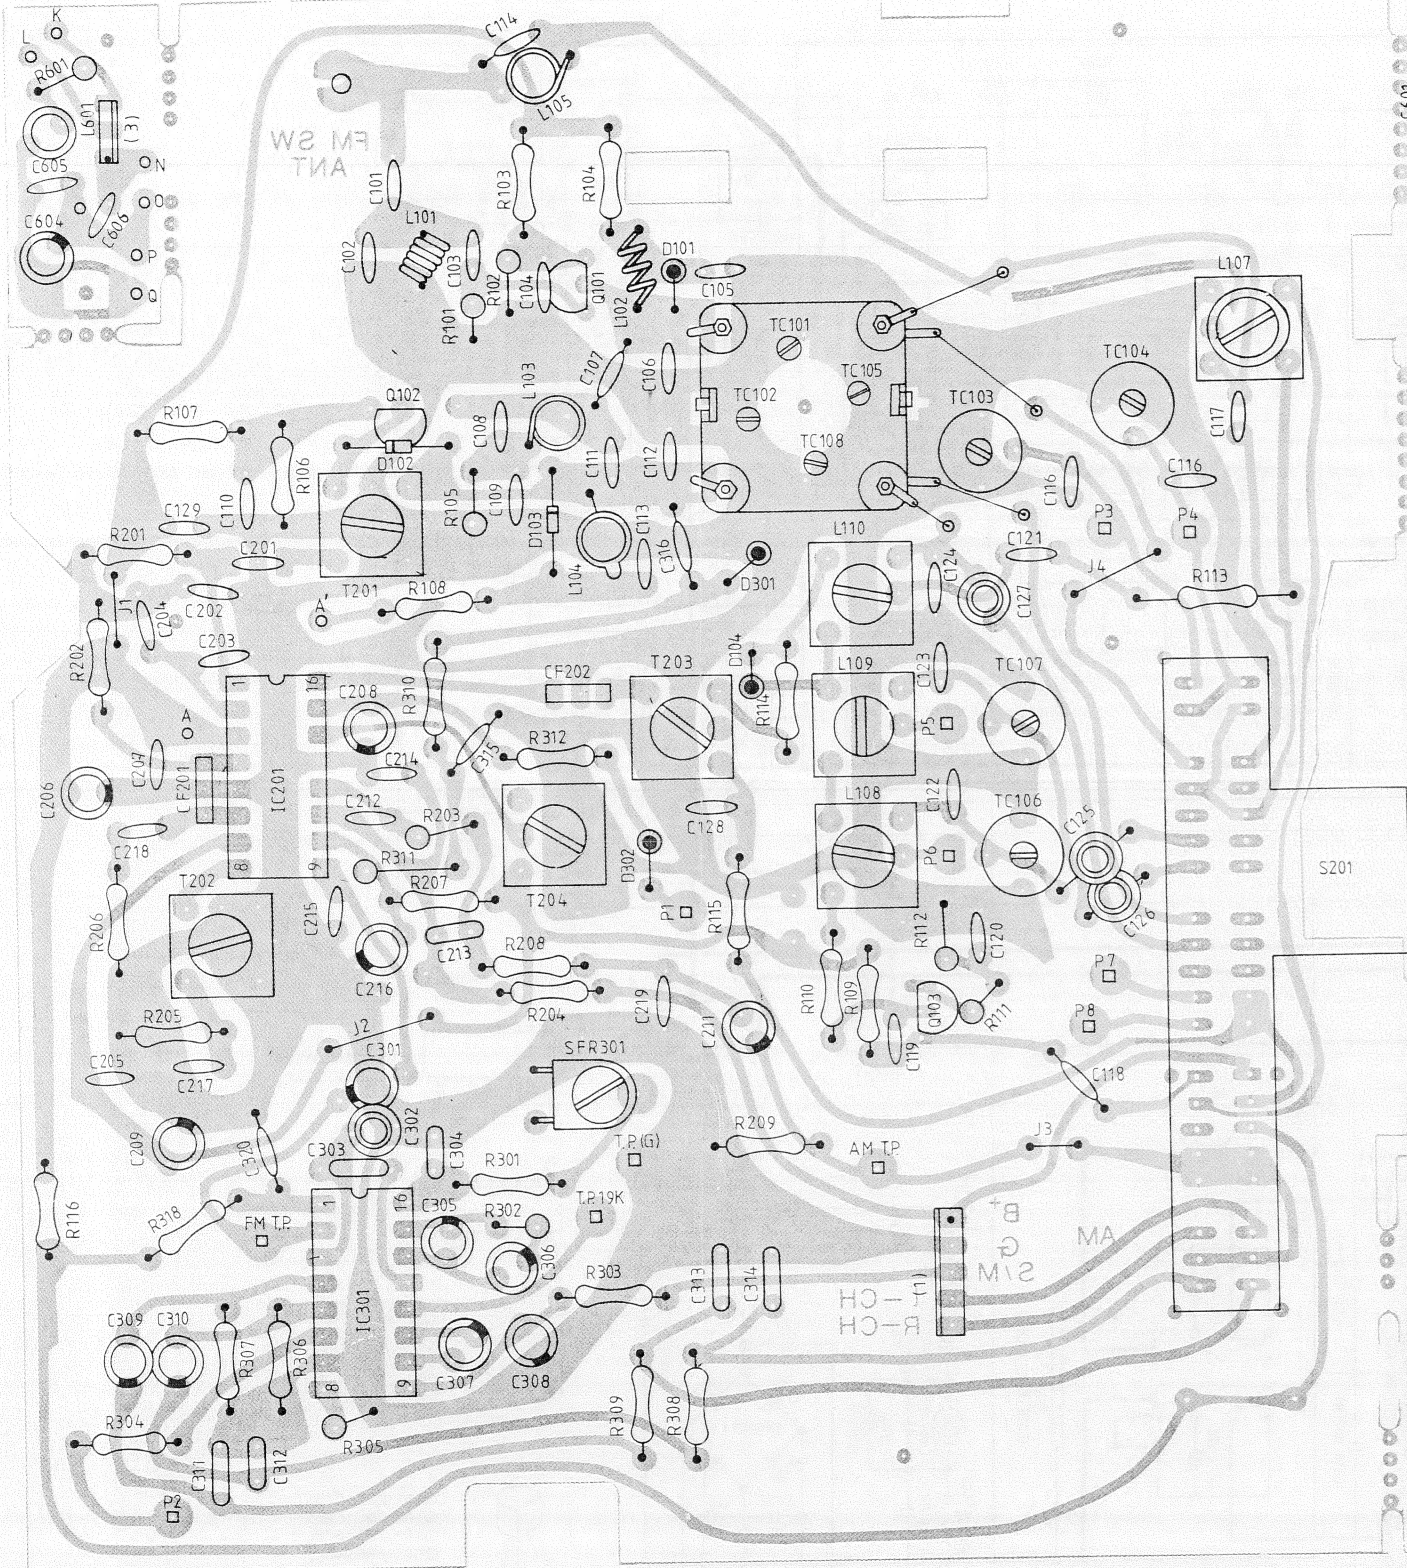 K
L
R601
L601
(3)
C605
N
O
C606
C604
P
Q
C114
L105
FM SW
ANT
C101
R103
R104
L101
C102
C103
R102
C104
Q101
L102
D101
C105
R101
L107
C601
TC101
TC105
TC102
TC108
TC104
TC103
C107
C106
L103
Q102
R107
C108
D102
C111
C112
C117
R106
C110
C129
R105
C109
D103
C113
C316
L104
C116
C116
P3
P4
L110
C124
C121
C127
J4
R113
R201
C201
T201
D301
J1
C204
C202
A'
R108
R202
C203
D104
R114
L109
C123
TC107
P5
1
16
IC201
8
9
C208
R310
CF202
T203
A
C207
CF201
C206
C218
C214
C315
R312
C212
R203
R311
C128
L108
C122
TC106
P6
C125
C126
S201
T202
R206
R207
T204
D302
P1
R115
C215
C213
C216
R208
R204
C219
C211
R110
R109
R112
C120
Q103
R111
C119
P7
P8
C118
R205
C205
C217
J2
C301
C302
SFR301
C209
C320
C303
C304
T.P.(G)
R209
AM T.P.
J3
R301
R116
R318
FM T.P.
1
16
IC301
8
9
C305
R302
C306
T.P.19K
R303
C313
C314
(1)
B+
G
S/M
L-CH
R-CH
AM
C309
C310
R307
R306
C307
C308
R309
R308
R304
R305
C311
C312
P2